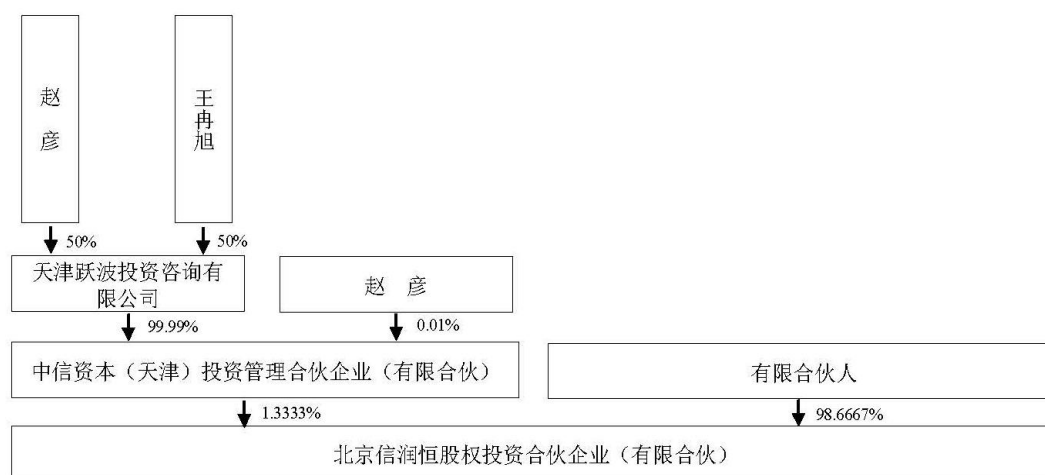 赵彦
王冉旭
50%
50%
天津跃波投资咨询有
限公司
赵 彦
99.99%
0.01%
中信资本（天津）投资管理合伙企业（有限合伙）
有限合伙人
1.3333%
98.6667%
北京信润恒股权投资合伙企业（有限合伙）